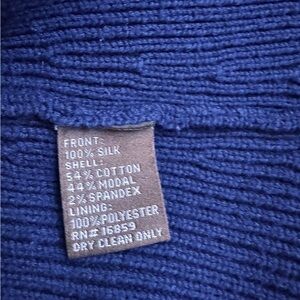 FRONT:
100% SILK
SHELL:
54% COTTON
44% MODAL
2% SPANDEX
LINING:
100% POLYESTER
RN# 16859
DRY CLEAN ONLY